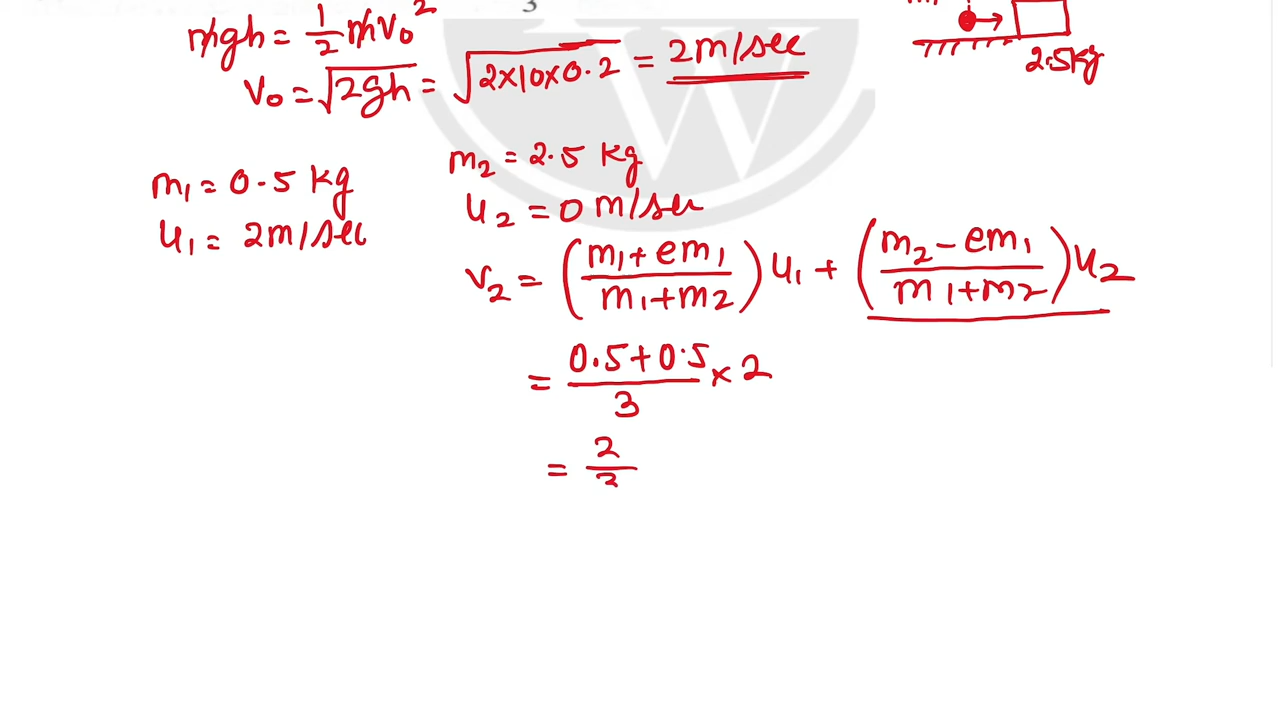 3
mgh = 1/2 mv₀²
v₀ = √2gh = √2×10×0.2 = 2m/sec
2.5kg
m₁ = 0.5 kg
u₁ = 2m/sec
m₂ = 2.5 kg
u₂ = 0 m/sec
v₂ = (m₁+em₁/m₁+m₂)u₁ + (m₂-em₁/m₁+m₂)u₂
= 0.5+0.5/3 × 2
= 2/3